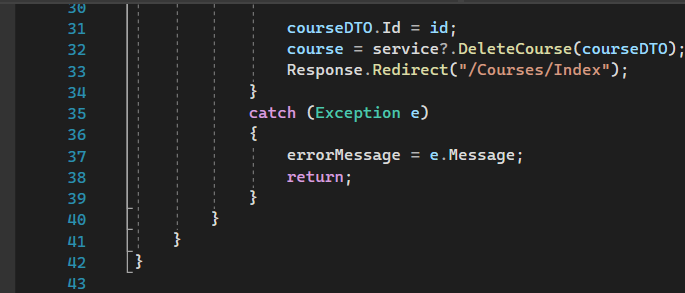 30
31 courseDTO.Id = id;
32 course = service?.DeleteCourse(courseDTO);
33 Response.Redirect("/Courses/Index");
34 }
35 catch (Exception e)
36 {
37 errorMessage = e.Message;
38 return;
39 }
40 }
41 }
42 }
43